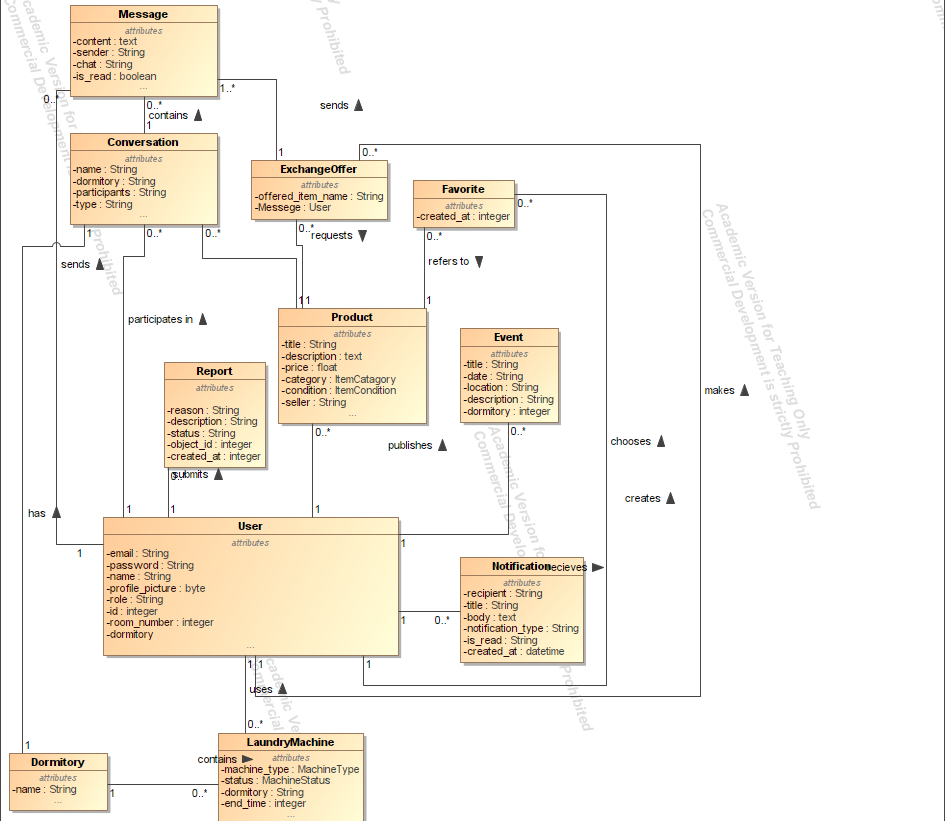 Message
attributes
-content : text
-sender : String
-chat : String
-is_read : boolean
...
0..*
0..*
1..*
contains
1
sends
Conversation
attributes
-name : String
-dormitory : String
-participants : String
-type : String
...
1
0..*
0..*
1
0..*
ExchangeOffer
attributes
-offered_item_name : String
-Messege : User
0..*
requests
Favorite
attributes
-created_at : integer
0..*
0..*
refers to
sends
1
1
1
participates in
Product
attributes
-title : String
-description : text
-price : float
-category : ItemCatagory
-condition : ItemCondition
-seller : String
...
0..*
Event
attributes
-title : String
-date : String
-location : String
-description : String
-dormitory : integer
0..*
Report
attributes
-reason : String
-description : String
-status : String
-object_id : integer
-created_at : integer
submits
publishes
makes
chooses
creates
has
1
1
1
1
1
User
attributes
-email : String
-password : String
-name : String
-profile_picture : byte
-role : String
-id : integer
-room_number : integer
-dormitory
...
1
0..*
Notification
recieves
attributes
-recipient : String
-title : String
-body : text
-notification_type : String
-is_read : String
-created_at : datetime
1
1
1
uses
0..*
LaundryMachine
contains
attributes
-machine_type : MachineType
-status : MachineStatus
-dormitory : String
-end_time : integer
...
1
Dormitory
attributes
-name : String
...
1
0..*
Academic Version for Teaching Only
Commercial Development is strictly Prohibited